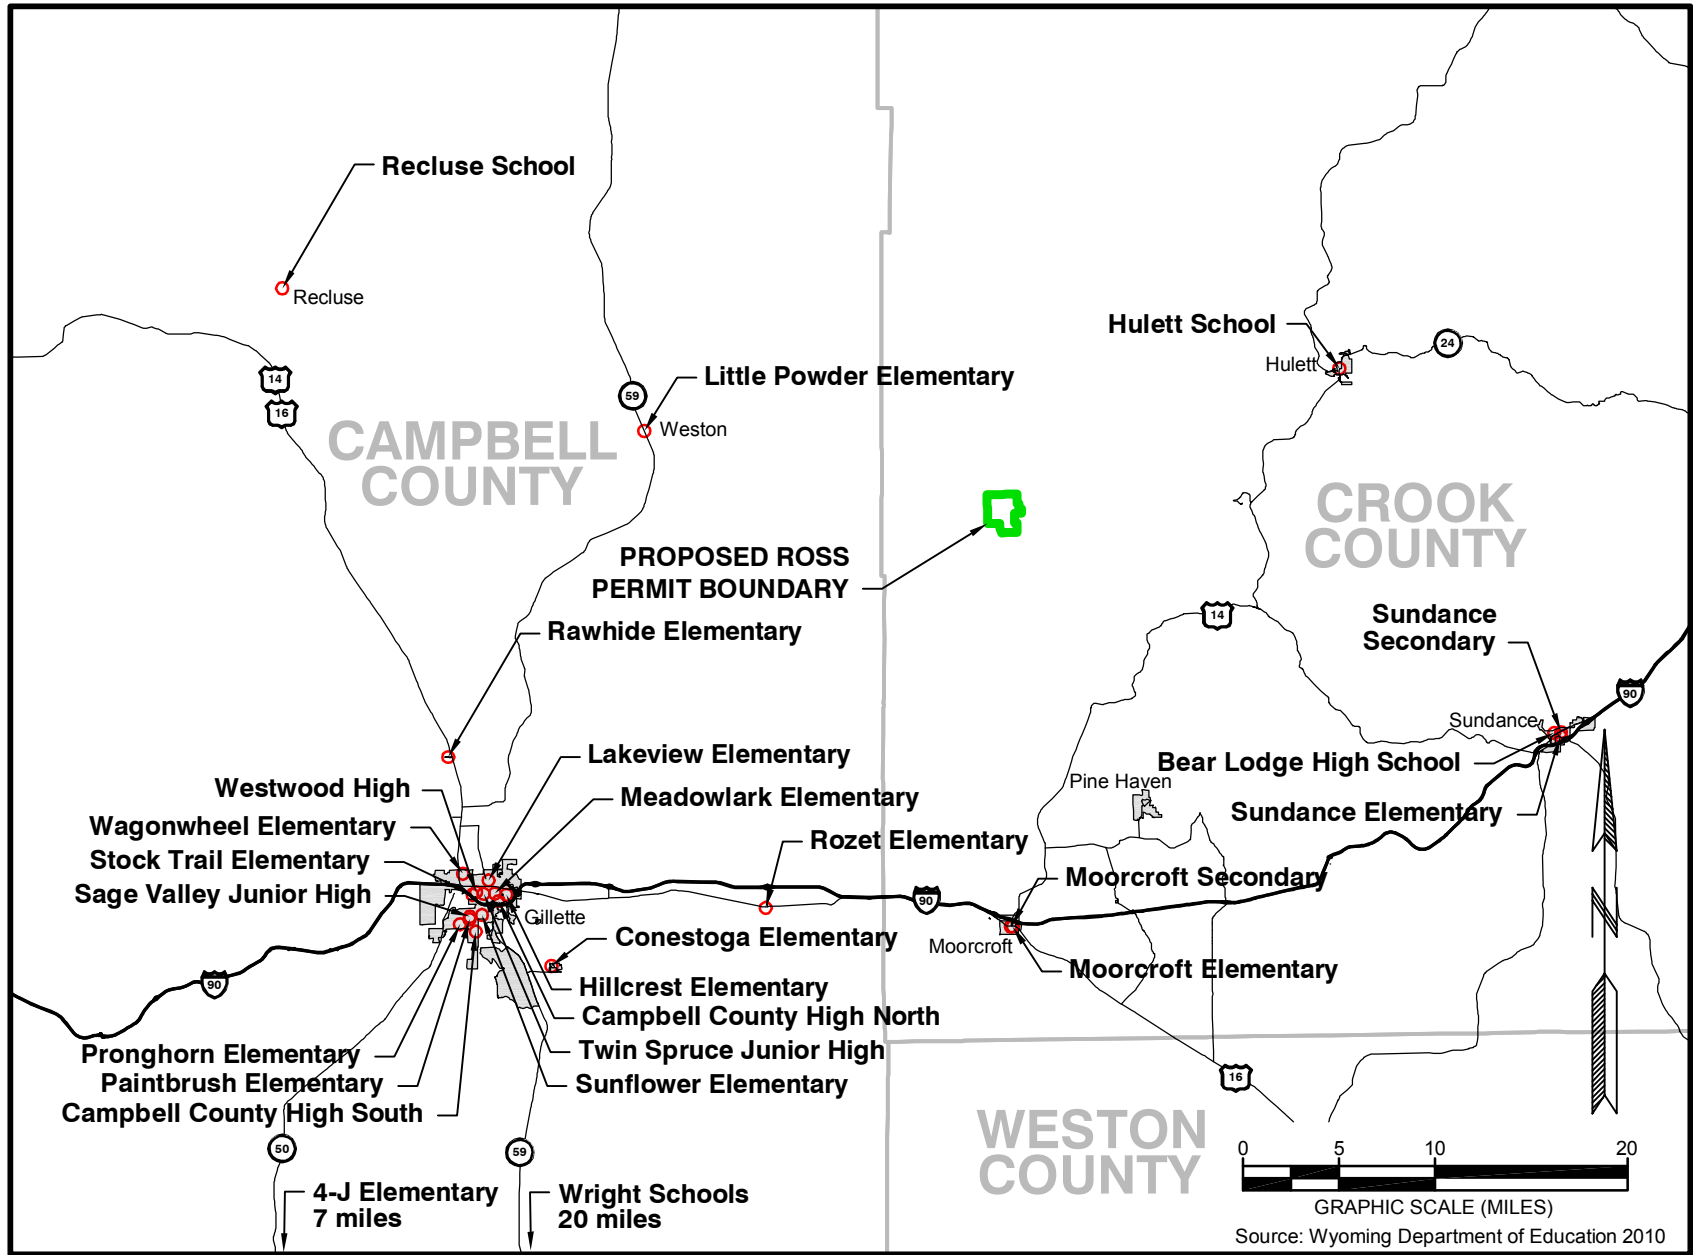 Recluse School
Recluse
14
16
CAMPBELL
COUNTY
59
Little Powder Elementary
Weston
Hulett School
Hulett
24
CROOK
COUNTY
PROPOSED ROSS
PERMIT BOUNDARY
Rawhide Elementary
14
Sundance
Secondary
90
Sundance
Bear Lodge High School
Pine Haven
Sundance Elementary
Lakeview Elementary
Westwood High
Meadowlark Elementary
Wagonwheel Elementary
Rozet Elementary
Stock Trail Elementary
Sage Valley Junior High
Gillette
Moorcroft Secondary
90
Moorcroft
Moorcroft Elementary
Conestoga Elementary
90
Hillcrest Elementary
Campbell County High North
Twin Spruce Junior High
Sunflower Elementary
Pronghorn Elementary
Paintbrush Elementary
Campbell County High South
16
WESTON
COUNTY
50
59
4-J Elementary
7 miles
Wright Schools
20 miles
N
0 5 10 20
GRAPHIC SCALE (MILES)
Source: Wyoming Department of Education 2010